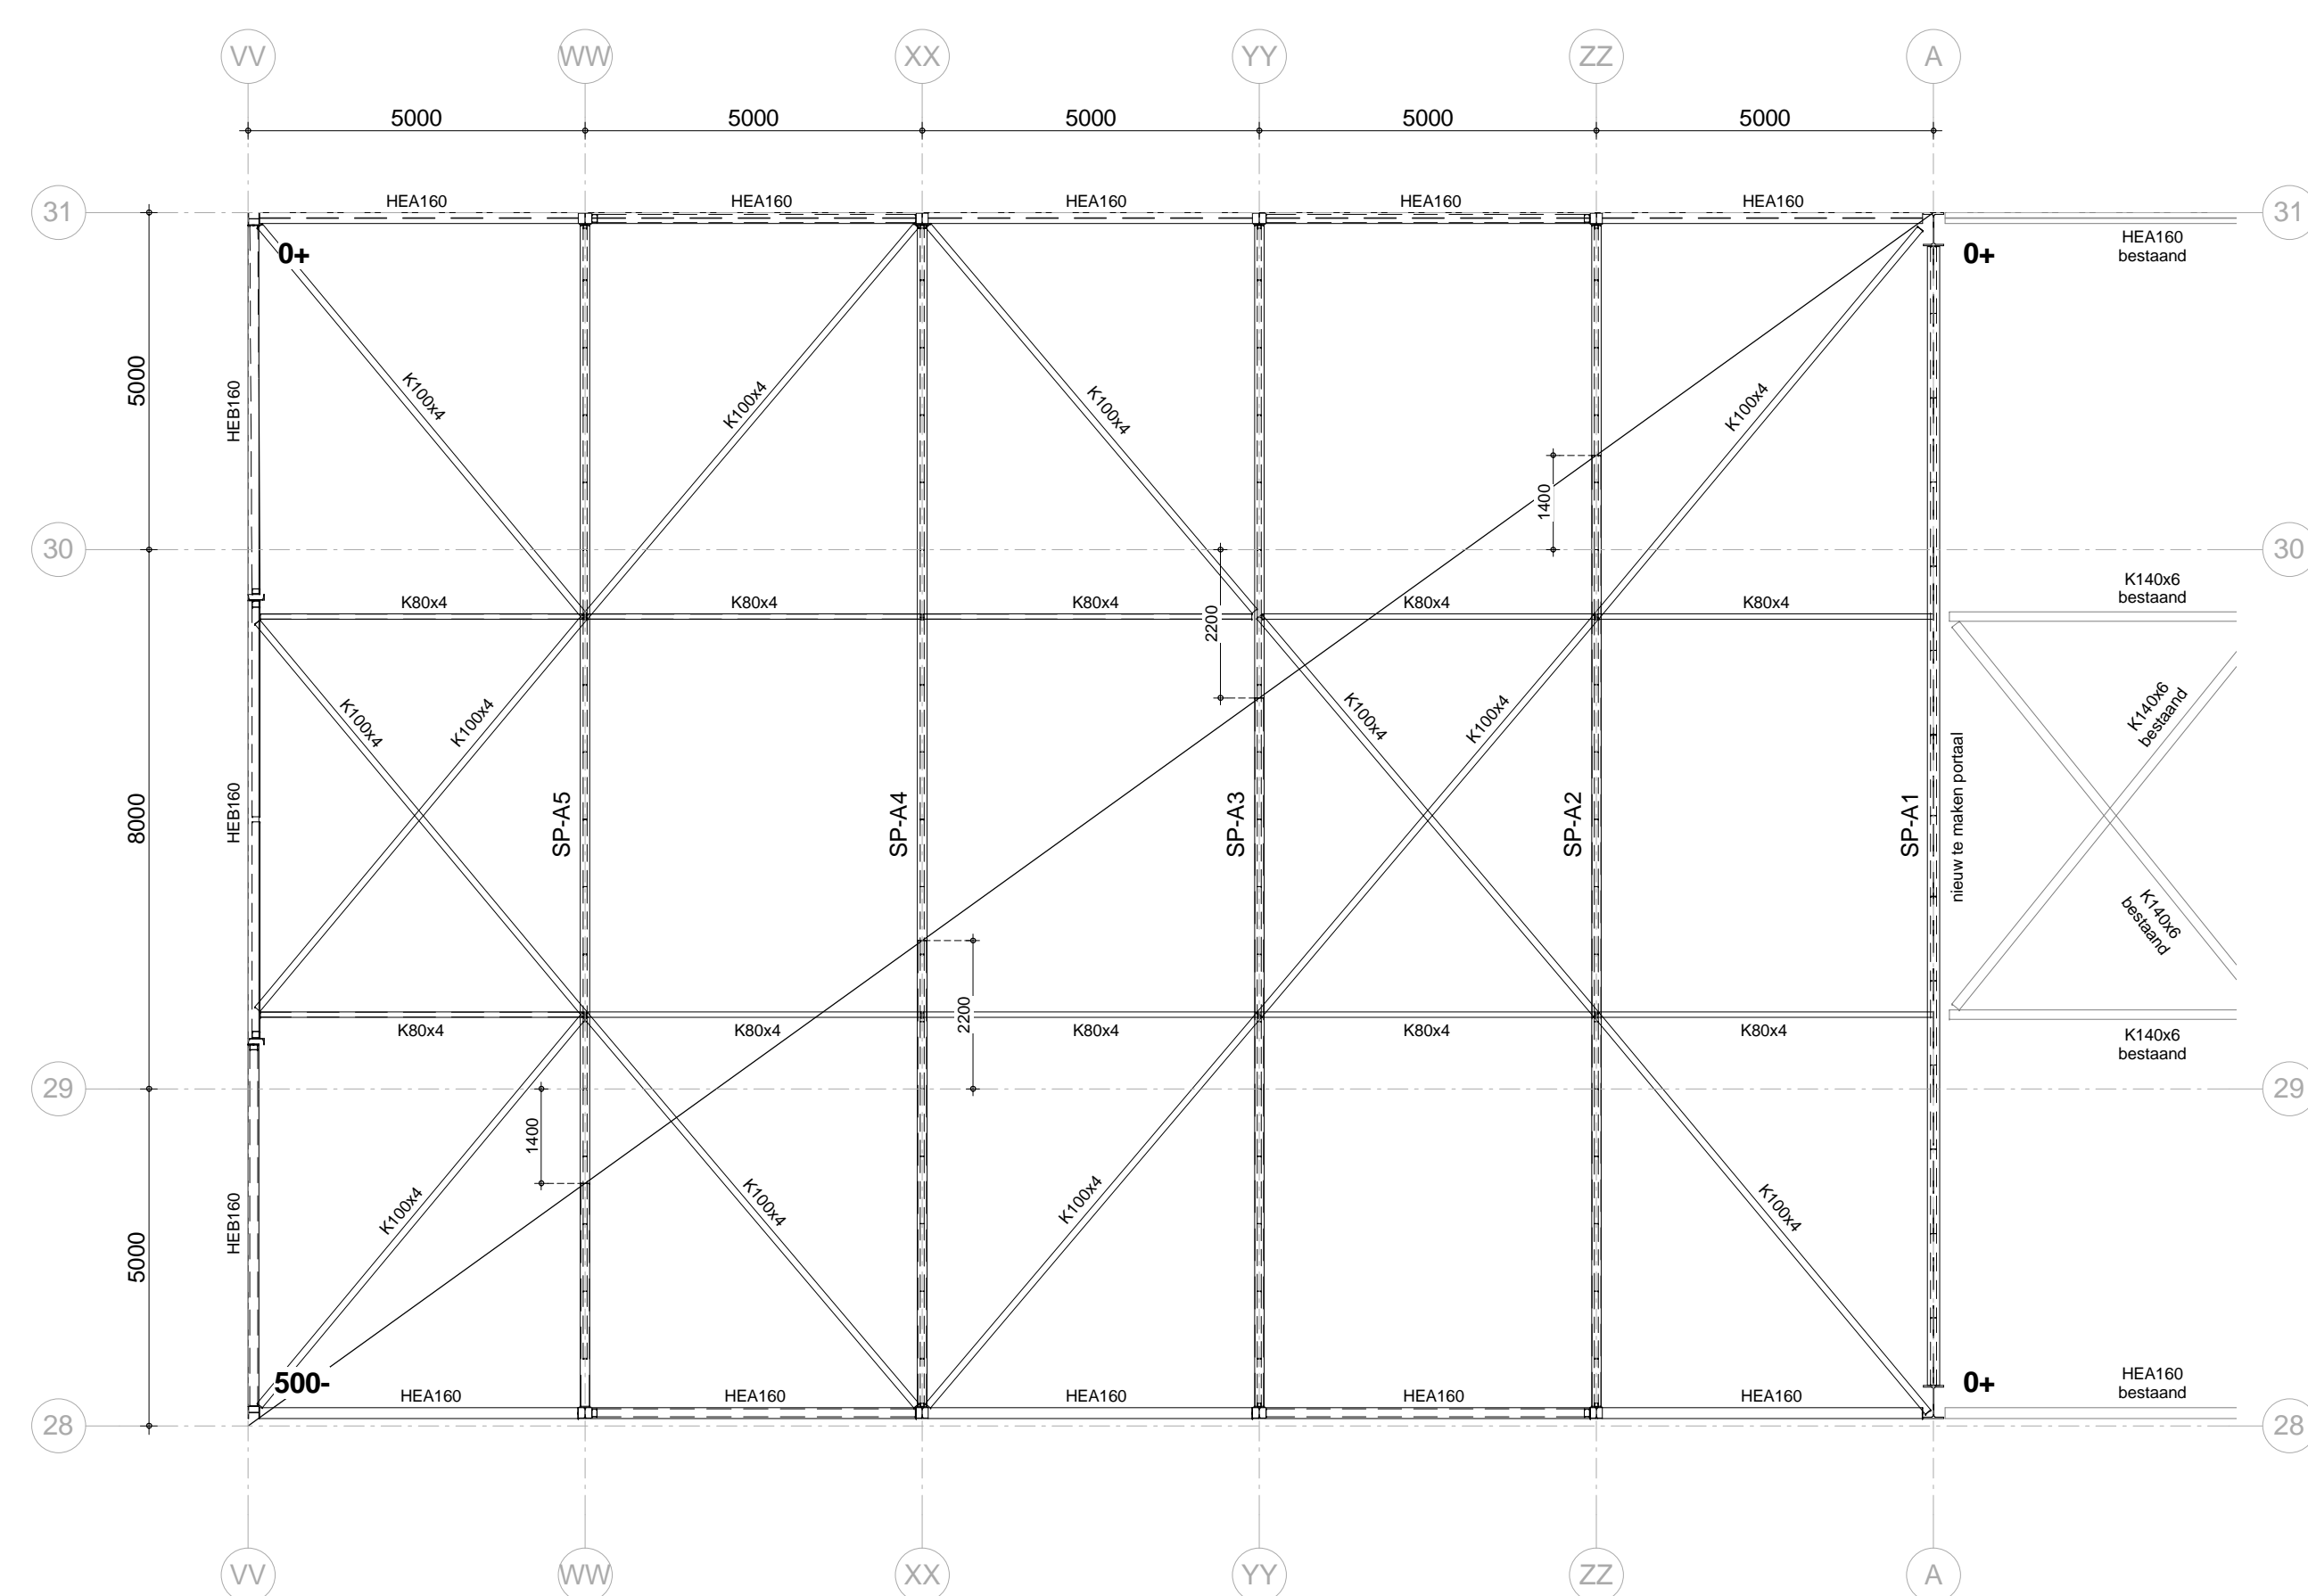 VV
WW
XX
YY
ZZ
A
5000
5000
5000
5000
5000
31
HEA160
HEA160
HEA160
HEA160
HEA160
31
0+
0+
HEA160
bestaand
5000
HEB160
K100x4
K100x4
K100x4
K100x4
1400
30
30
K80x4
K80x4
K80x4
2200
K80x4
K80x4
K140x6
bestaand
K100x4
K100x4
K100x4
K100x4
K140x6
bestaand
8000
HEB160
SP-A5
SP-A4
SP-A3
SP-A2
SP-A1
nieuw te maken portaal
K140x6
bestaand
2200
K80x4
K80x4
K80x4
K80x4
K80x4
K140x6
bestaand
29
29
1400
5000
HEB160
K100x4
K100x4
K100x4
K100x4
500-
0+
HEA160
HEA160
HEA160
HEA160
HEA160
HEA160
bestaand
28
28
VV
WW
XX
YY
ZZ
A